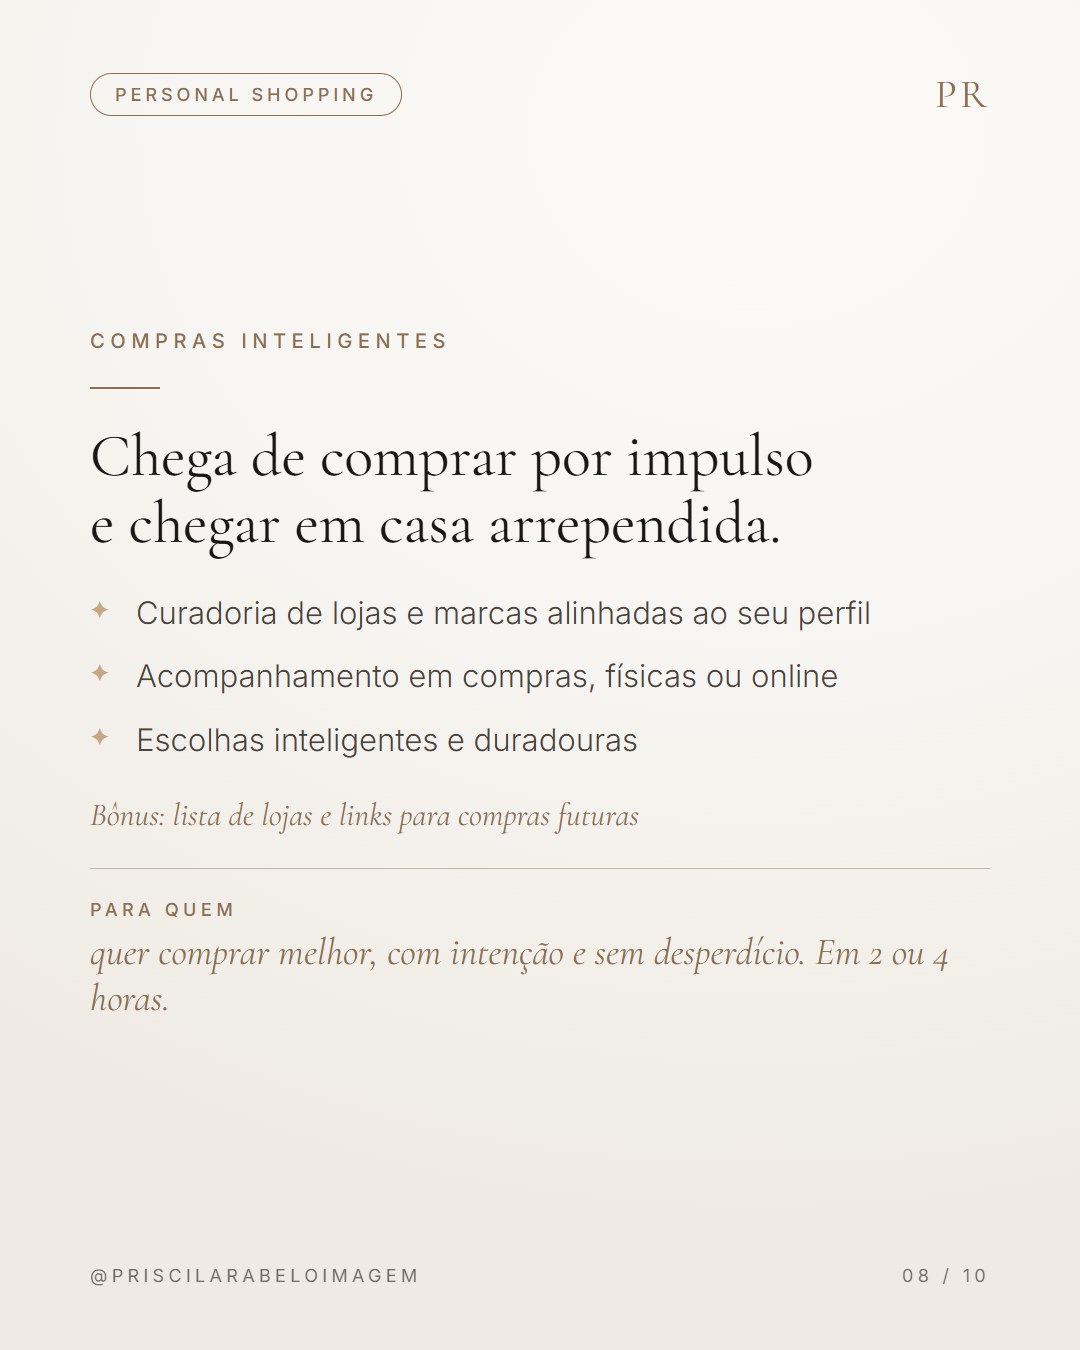 PERSONAL SHOPPING
PR
COMPRAS INTELIGENTES
Chega de comprar por impulso
e chegar em casa arrependida.
✦ Curadoria de lojas e marcas alinhadas ao seu perfil
✦ Acompanhamento em compras, físicas ou online
✦ Escolhas inteligentes e duradouras
Bônus: lista de lojas e links para compras futuras
PARA QUEM
quer comprar melhor, com intenção e sem desperdício. Em 2 ou 4
horas.
@PRISCILARABELOIMAGEM
08 / 10